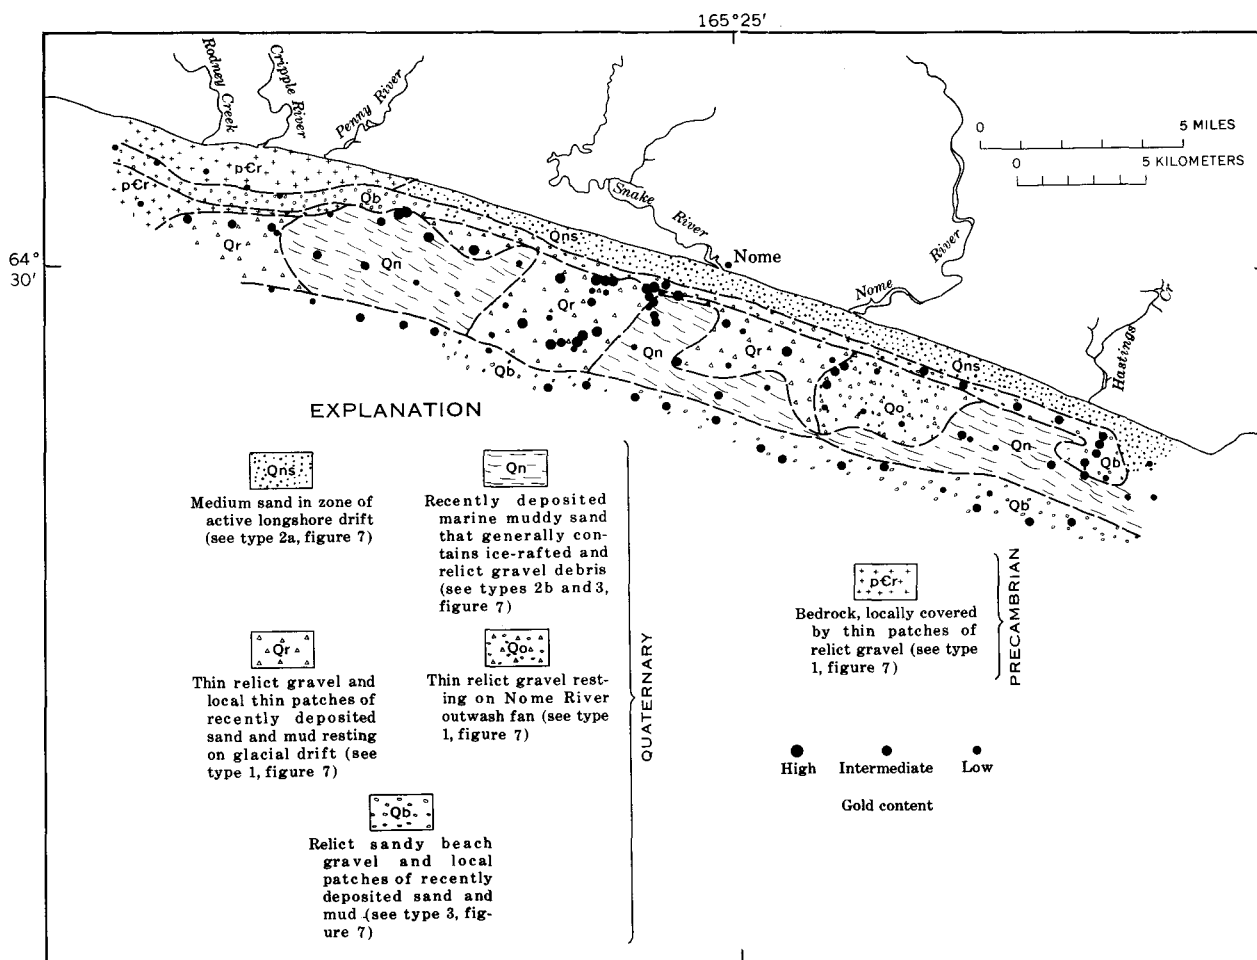 165°25'
Rodney Creek
Cripple River
Penny River
0 5 MILES
0 5 KILOMETERS
pЄr
pЄr
Qb
Snake River
Qns
Nome
Nome River
Hastings Cr
64°
30'
Qr
Qn
Qr
Qn
Qr
Qns
Qb
Qo
Qn
Qb
Qb
EXPLANATION
Qns
Medium sand in zone of
active longshore drift
(see type 2a, figure 7)
Qn
Recently deposited
marine muddy sand
that generally con-
tains ice-rafted and
relict gravel debris
(see types 2b and 3,
figure 7)
Qr
Thin relict gravel and
local thin patches of
recently deposited
sand and mud resting
on glacial drift (see
type 1, figure 7)
Qo
Thin relict gravel rest-
ing on Nome River
outwash fan (see type
1, figure 7)
Qb
Relict sandy beach
gravel and local
patches of recently
deposited sand and
mud (see type 3, fig-
ure 7)
QUATERNARY
pЄr
Bedrock, locally covered
by thin patches of
relict gravel (see type
1, figure 7)
PRECAMBRIAN
High Intermediate Low
Gold content